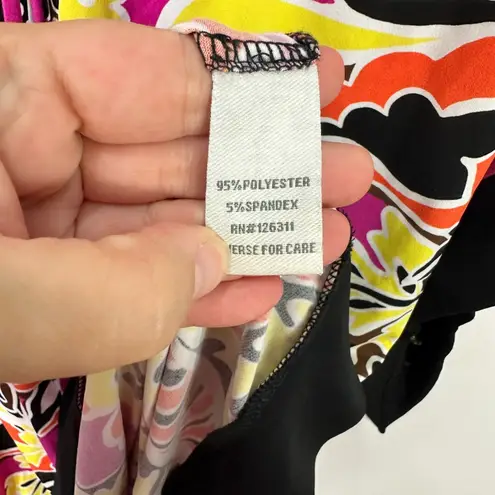 95%POLYESTER
5%SPANDEX
RN#126311
VERSE FOR CARE